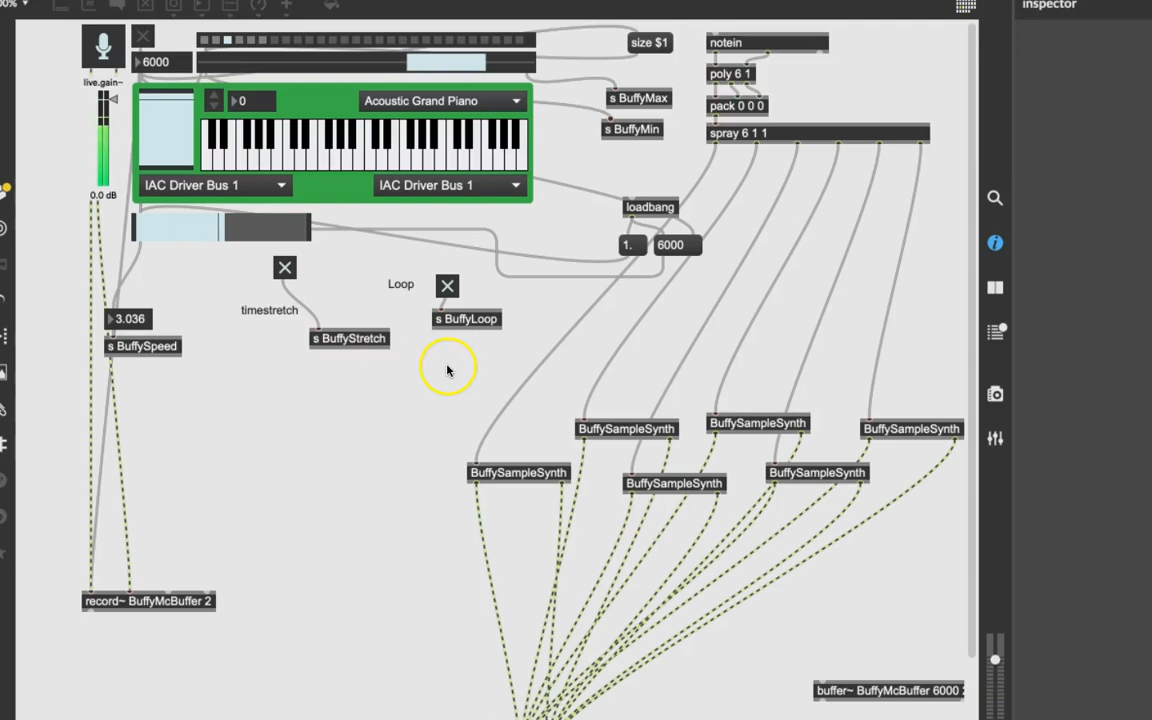 inspector
6000
size $1
notein
live.gain~
0
Acoustic Grand Piano
poly 6 1
s BuffyMax
pack 0 0 0
s BuffyMin
spray 6 1 1
IAC Driver Bus 1
IAC Driver Bus 1
0.0 dB
loadbang
1.
6000
Loop
timestretch
3.036
s BuffyLoop
s BuffyStretch
s BuffySpeed
BuffySampleSynth
BuffySampleSynth
BuffySampleSynth
BuffySampleSynth
BuffySampleSynth
BuffySampleSynth
record~ BuffyMcBuffer 2
buffer~ BuffyMcBuffer 6000